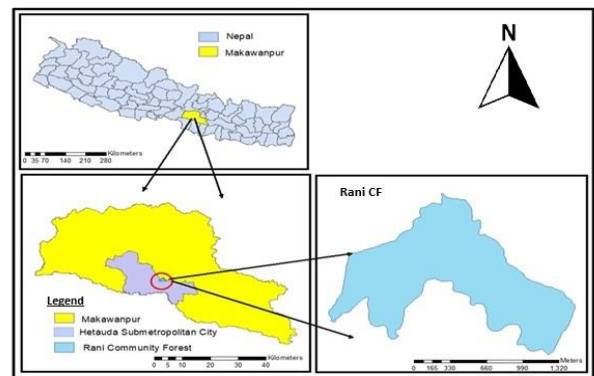 Nepal
Makawanpur
N
Kilometers
0 35 70 140 210 280
Rani CF
Legend
Makawanpur
Hetauda Submetropolitan City
Rani Community Forest
Kilometers
0 5 10 20 30 40
Meters
0 165 330 660 990 1,320